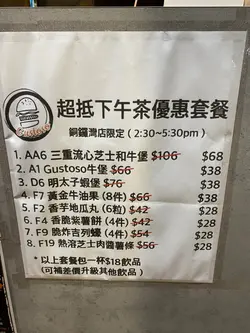 Gustoso
超抵下午茶優惠套餐
銅鑼灣店限定 (2:30~5:30pm)
1. AA6 三重流心芝士和牛堡 $106 $68
2. A1 Gustoso牛堡 $66 $38
3. D6 明太子蝦堡 $76 $38
4. F7 黃金牛油果 (8件) $66 $38
5. F2 香芋地瓜丸 (6粒) $42 $28
6. F4 香脆紫薯餅 (4件) $42 $28
7. F9 脆炸吉列蠔 (4件) $54 $28
8. F19 熱溶芝士肉醬薯條 $56 $28
*以上套餐包一杯$18飲品
(可補差價升級其他飲品)